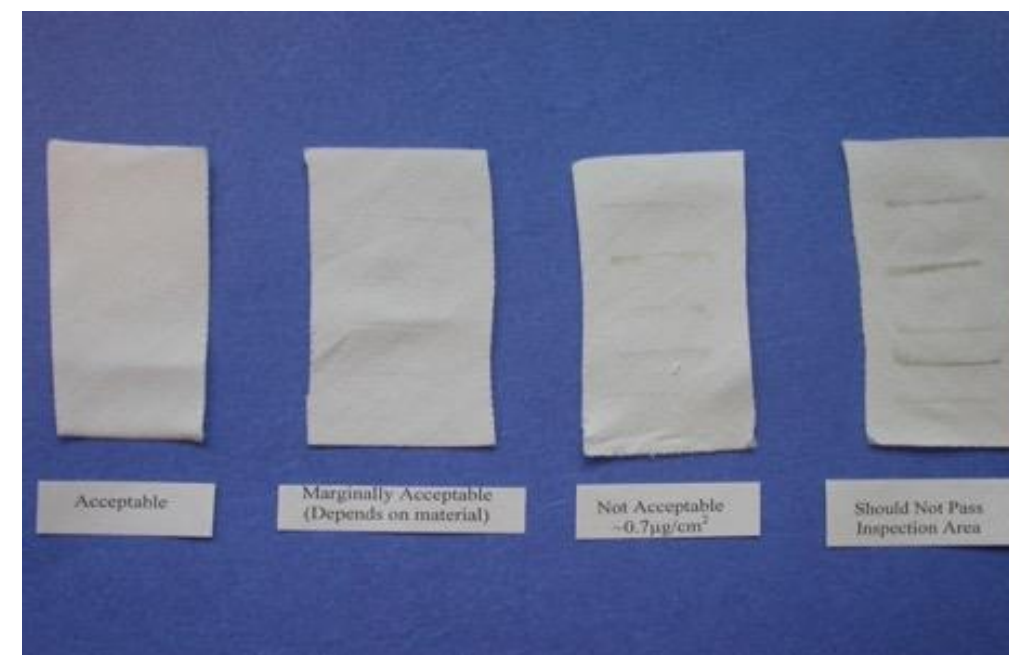 Acceptable
Marginally Acceptable
(Depends on material)
Not Acceptable
~0.7µg/cm²
Should Not Pass
Inspection Area